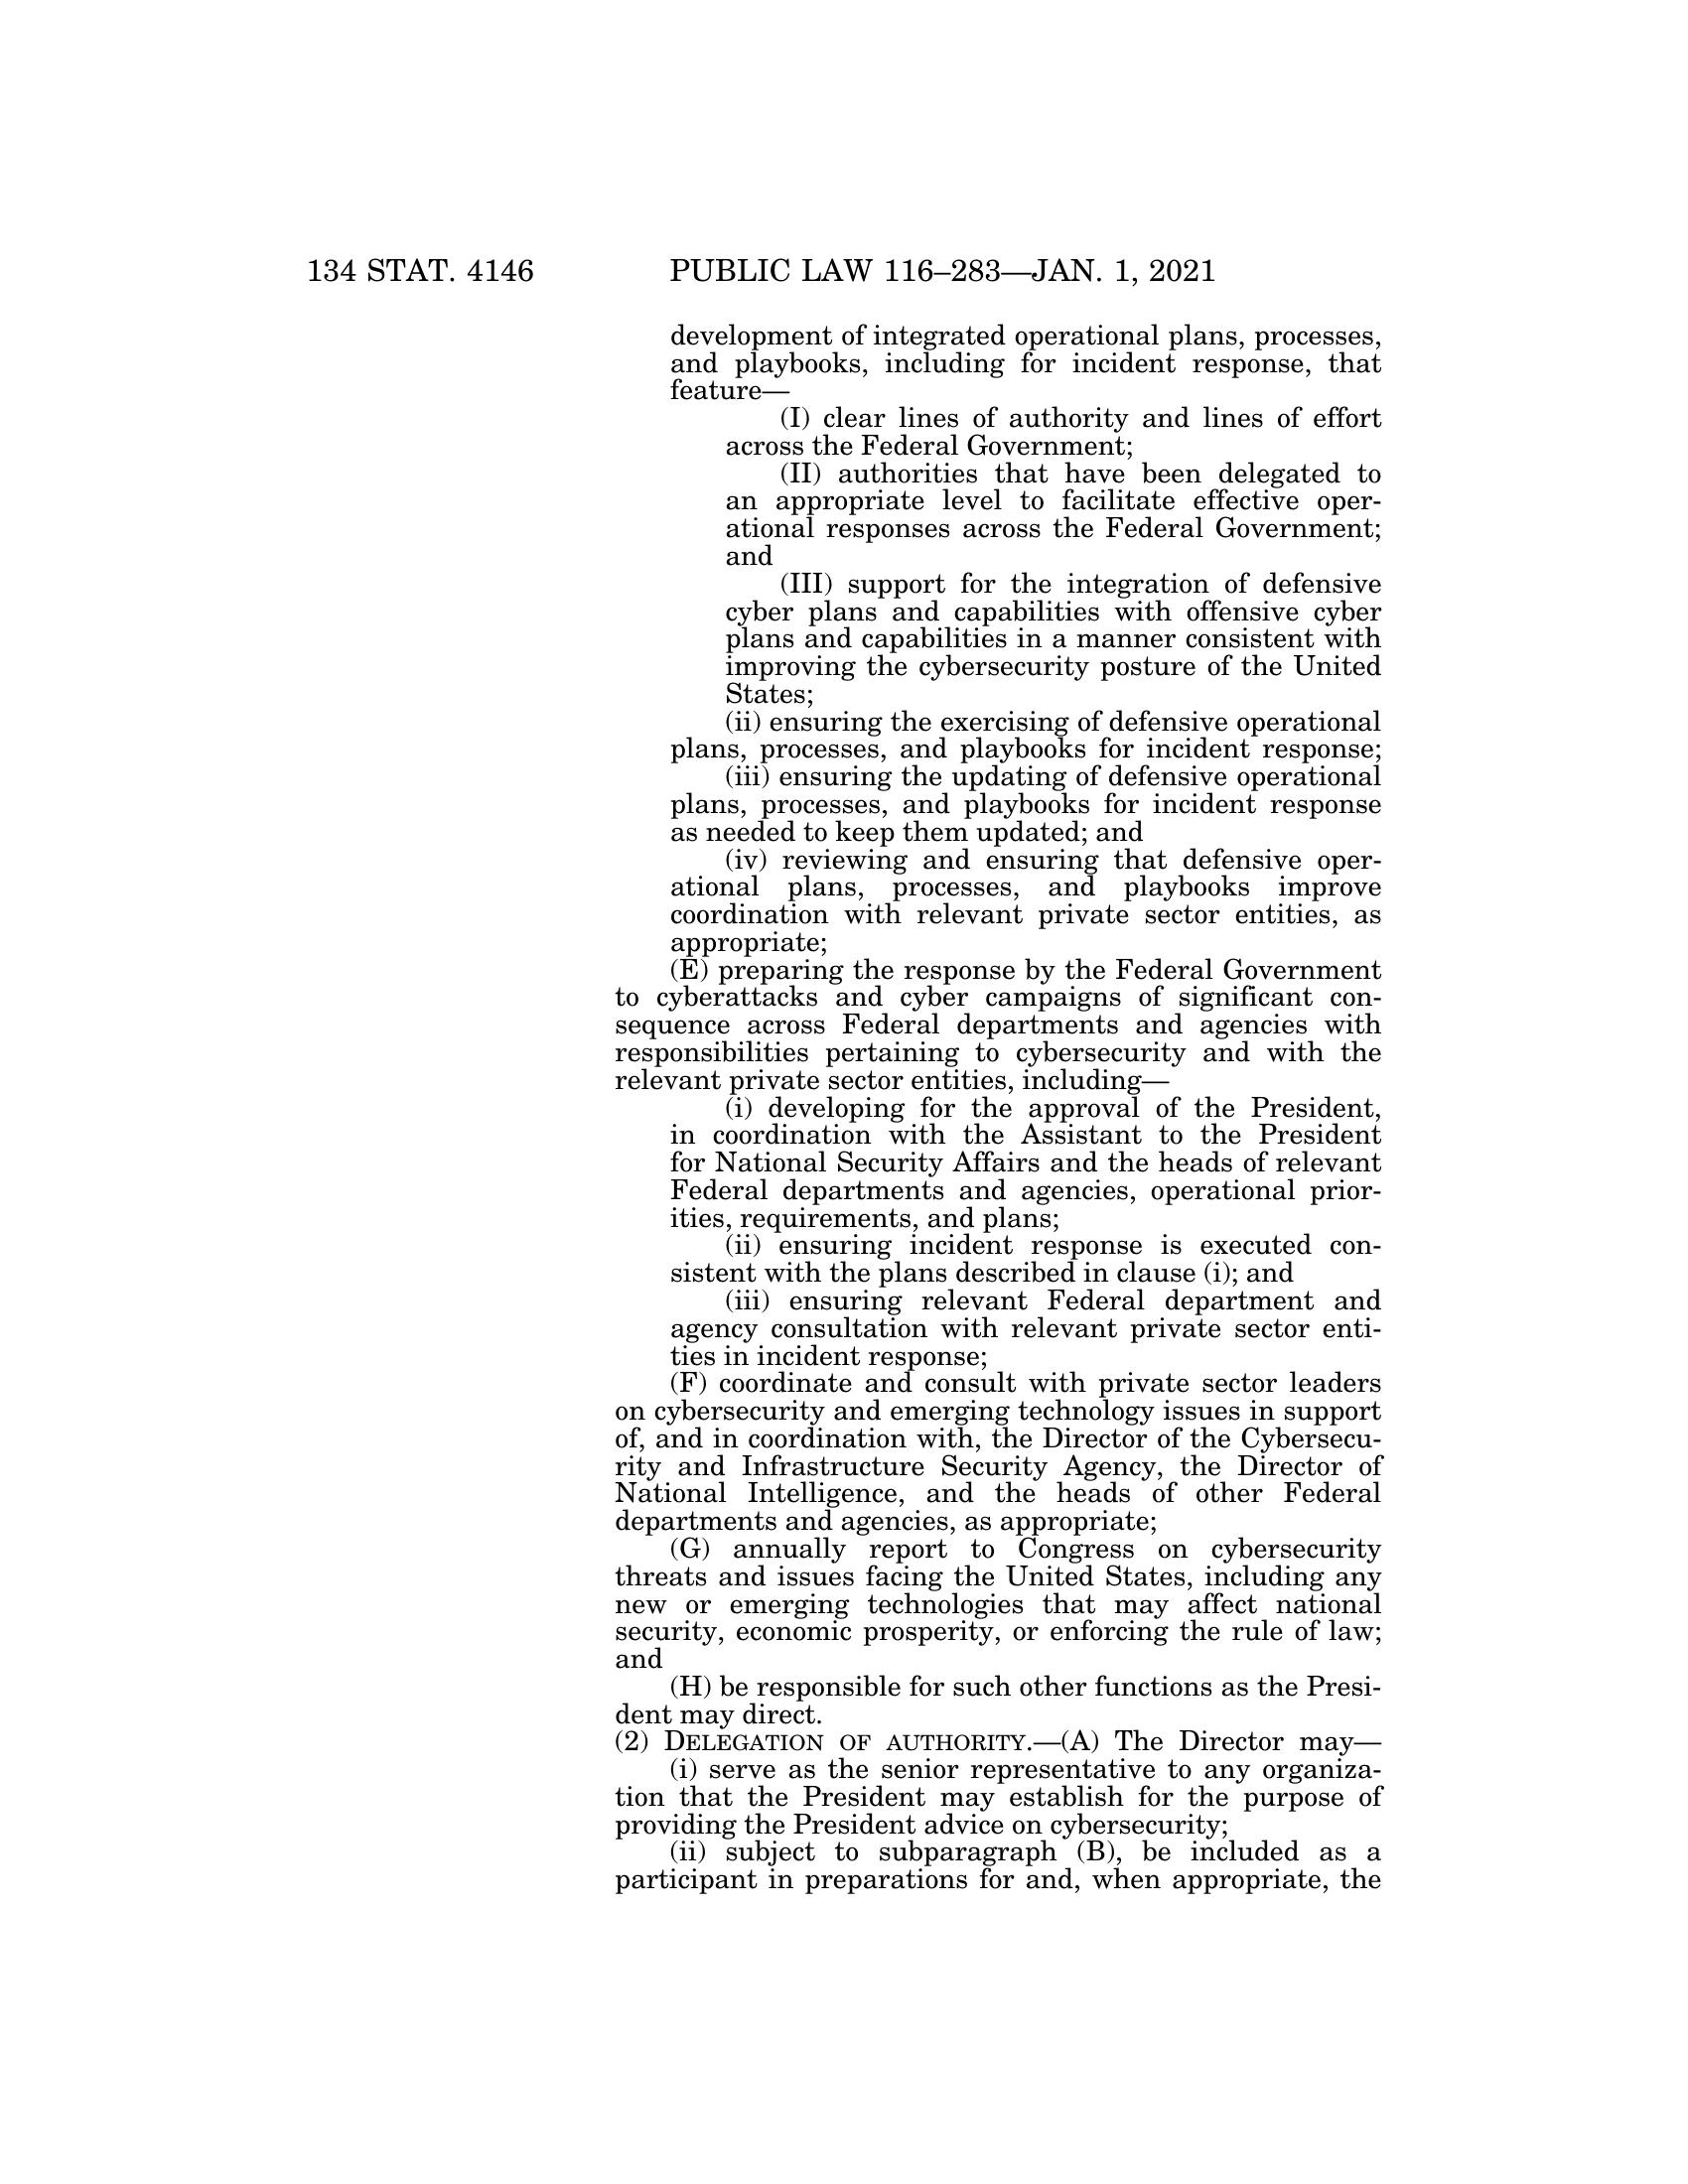 134 STAT. 4146 PUBLIC LAW 116–283—JAN. 1, 2021
development of integrated operational plans, processes,
and playbooks, including for incident response, that
feature—
(I) clear lines of authority and lines of effort
across the Federal Government;
(II) authorities that have been delegated to
an appropriate level to facilitate effective oper-
ational responses across the Federal Government;
and
(III) support for the integration of defensive
cyber plans and capabilities with offensive cyber
plans and capabilities in a manner consistent with
improving the cybersecurity posture of the United
States;
(ii) ensuring the exercising of defensive operational
plans, processes, and playbooks for incident response;
(iii) ensuring the updating of defensive operational
plans, processes, and playbooks for incident response
as needed to keep them updated; and
(iv) reviewing and ensuring that defensive oper-
ational plans, processes, and playbooks improve
coordination with relevant private sector entities, as
appropriate;
(E) preparing the response by the Federal Government
to cyberattacks and cyber campaigns of significant con-
sequence across Federal departments and agencies with
responsibilities pertaining to cybersecurity and with the
relevant private sector entities, including—
(i) developing for the approval of the President,
in coordination with the Assistant to the President
for National Security Affairs and the heads of relevant
Federal departments and agencies, operational prior-
ities, requirements, and plans;
(ii) ensuring incident response is executed con-
sistent with the plans described in clause (i); and
(iii) ensuring relevant Federal department and
agency consultation with relevant private sector enti-
ties in incident response;
(F) coordinate and consult with private sector leaders
on cybersecurity and emerging technology issues in support
of, and in coordination with, the Director of the Cybersecu-
rity and Infrastructure Security Agency, the Director of
National Intelligence, and the heads of other Federal
departments and agencies, as appropriate;
(G) annually report to Congress on cybersecurity
threats and issues facing the United States, including any
new or emerging technologies that may affect national
security, economic prosperity, or enforcing the rule of law;
and
(H) be responsible for such other functions as the Presi-
dent may direct.
(2) DELEGATION OF AUTHORITY.—(A) The Director may—
(i) serve as the senior representative to any organiza-
tion that the President may establish for the purpose of
providing the President advice on cybersecurity;
(ii) subject to subparagraph (B), be included as a
participant in preparations for and, when appropriate, the